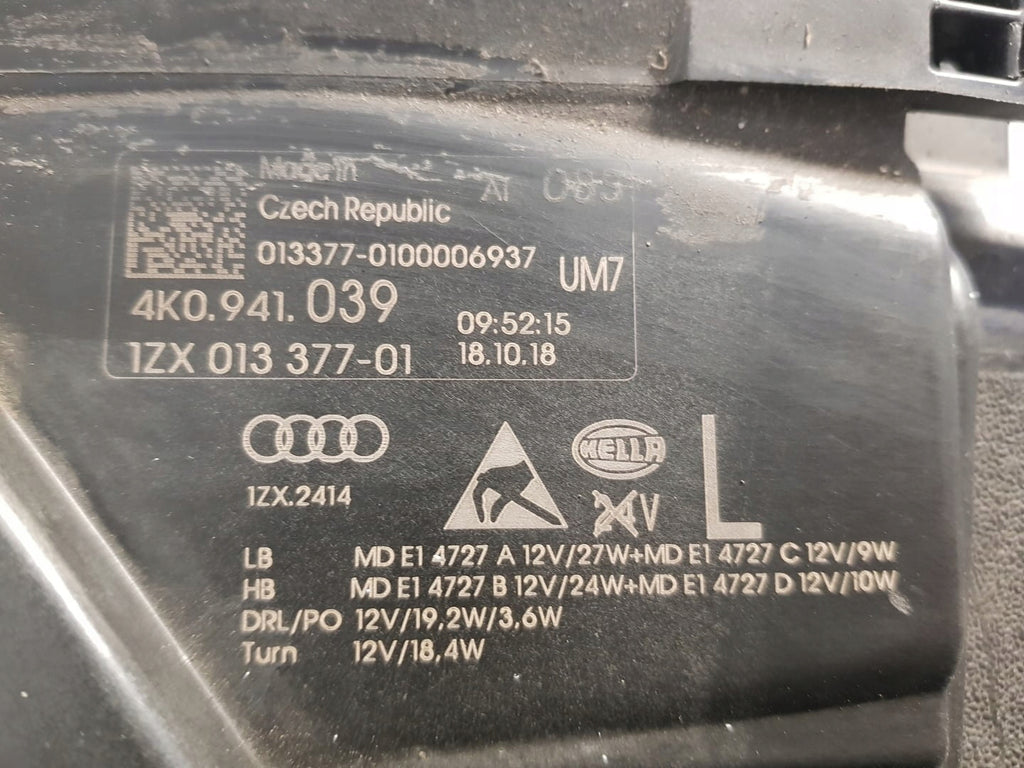 Made in
Czech Republic
013377-0100006937
UM7
4K0.941.039
09:52:15
1ZX 013 377-01
18.10.18
1ZX.2414
HELLA
24V
L
LB MD E1 4727 A 12V/27W+MD E1 4727 C 12V/9W
HB MD E1 4727 B 12V/24W+MD E1 4727 D 12V/10W
DRL/PO 12V/19,2W/3,6W
Turn 12V/18,4W